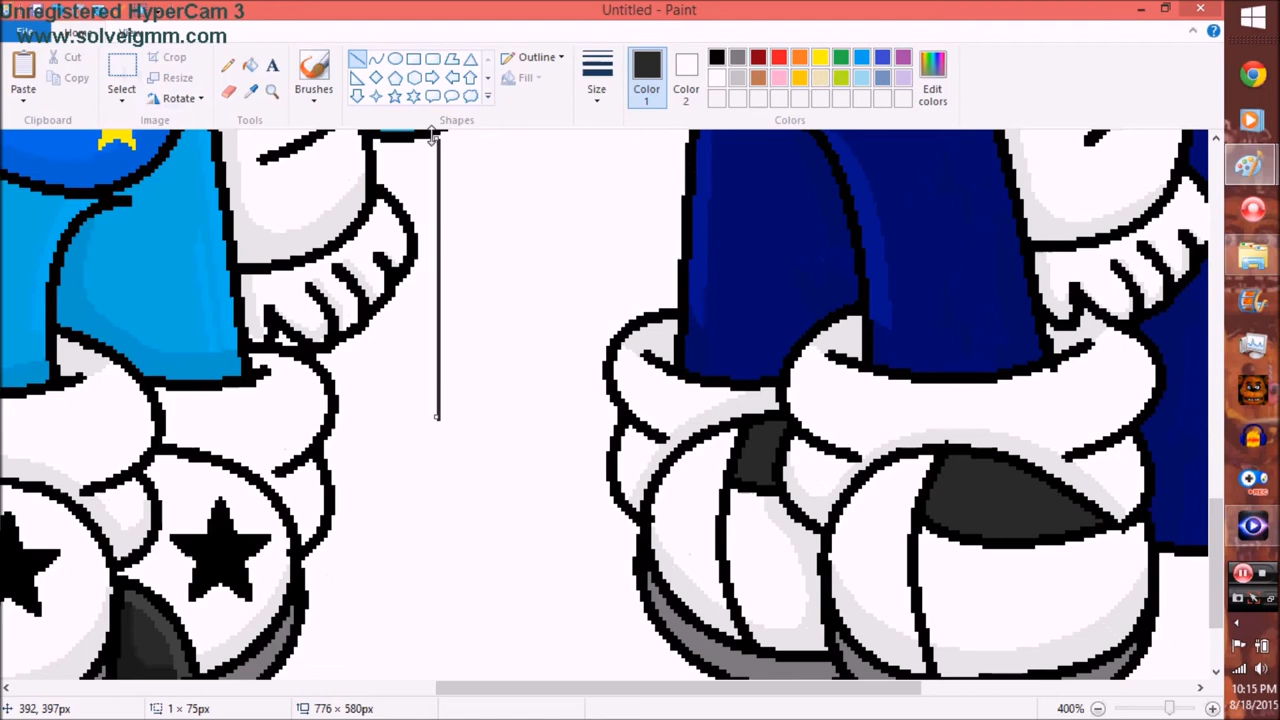 Unregistered HyperCam 3
Untitled - Paint
www.solveigmm.com
File
Paste
Cut
Copy
Clipboard
Select
Crop
Resize
Rotate
Image
Tools
Brushes
Shapes
Outline
Fill
Size
Color 1
Color 2
Edit colors
Colors
392, 397px
1 × 75px
776 × 580px
400%
10:15 PM
8/18/2015